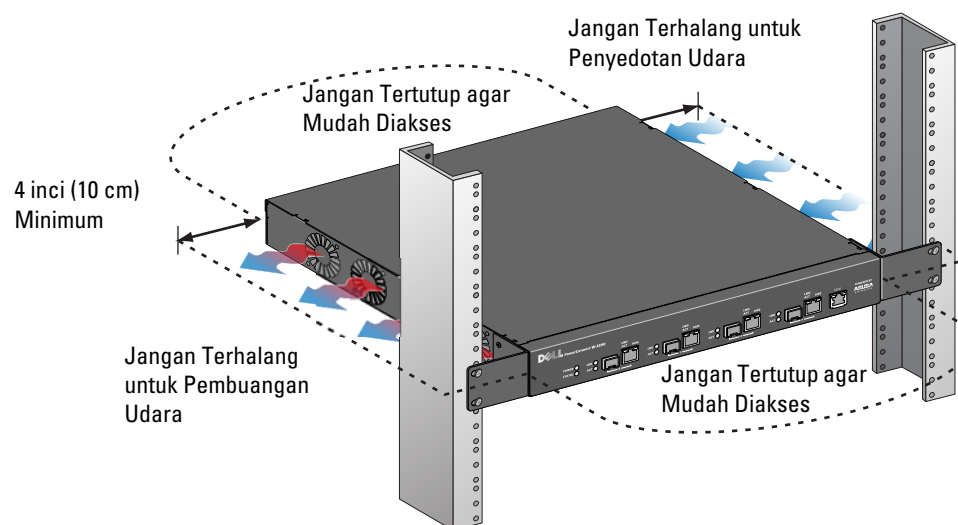 Jangan Terhalang untuk
Penyedotan Udara
Jangan Tertutup agar
Mudah Diakses
4 inci (10 cm)
Minimum
DELL
Jangan Terhalang
untuk Pembuangan
Udara
Jangan Tertutup agar
Mudah Diakses